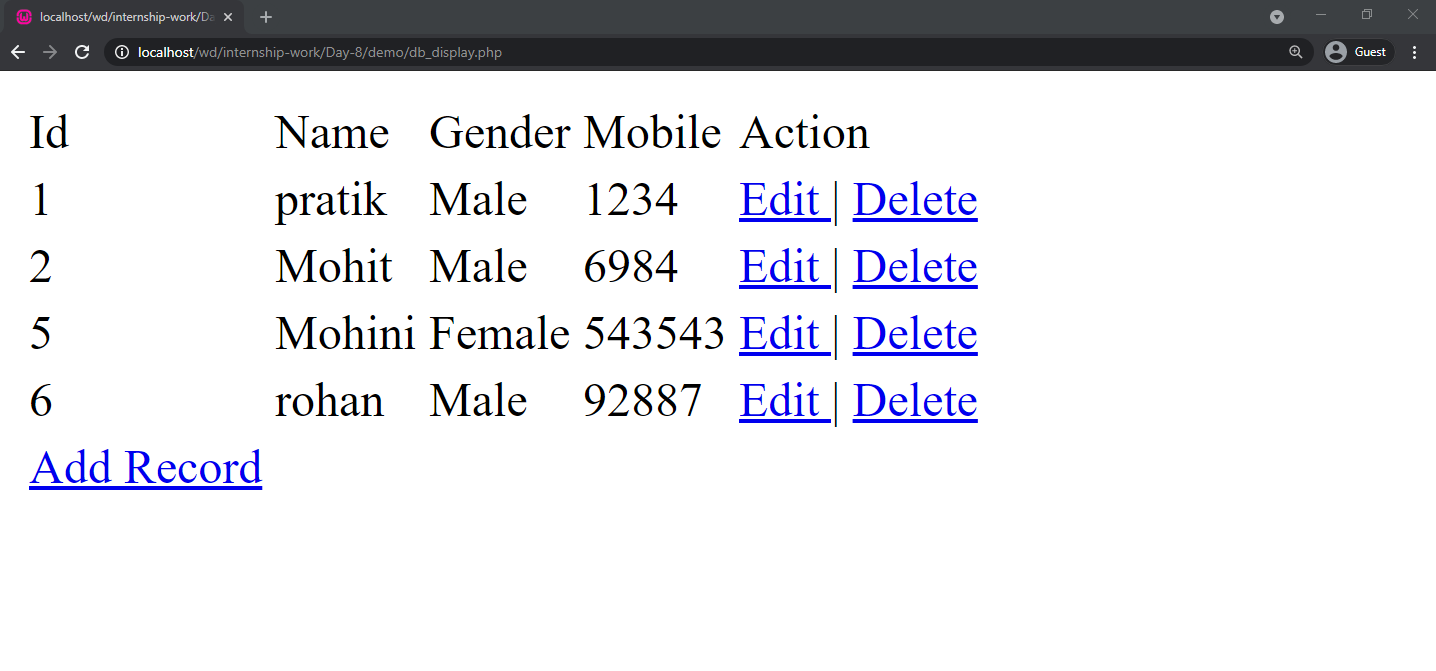 localhost/wd/internship-work/Da
localhost/wd/internship-work/Day-8/demo/db_display.php
Guest
Id Name Gender Mobile Action
1 pratik Male 1234 Edit | Delete
2 Mohit Male 6984 Edit | Delete
5 Mohini Female 543543 Edit | Delete
6 rohan Male 92887 Edit | Delete
Add Record